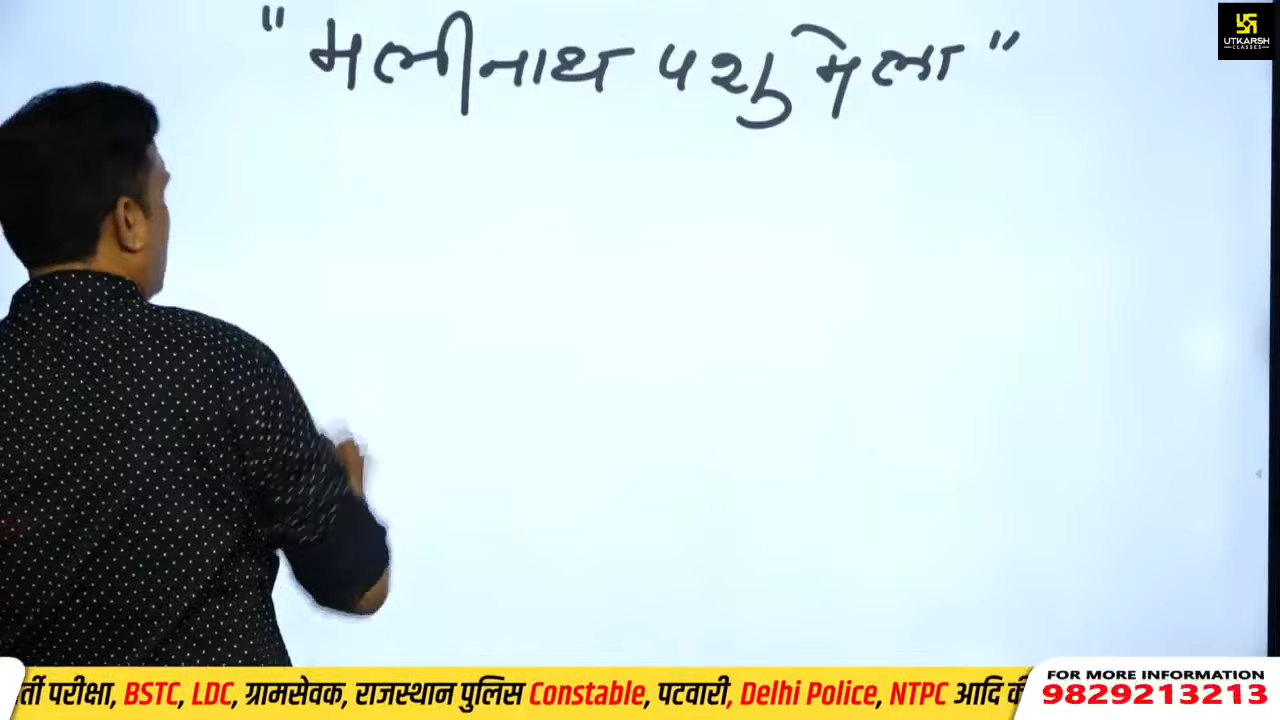 " मलीनाथ पशु मेला "
UTKARSH
CLASSES
र्ती परीक्षा, BSTC, LDC, ग्रामसेवक, राजस्थान पुलिस Constable, पटवारी, Delhi Police, NTPC आदि की
FOR MORE INFORMATION
9829213213